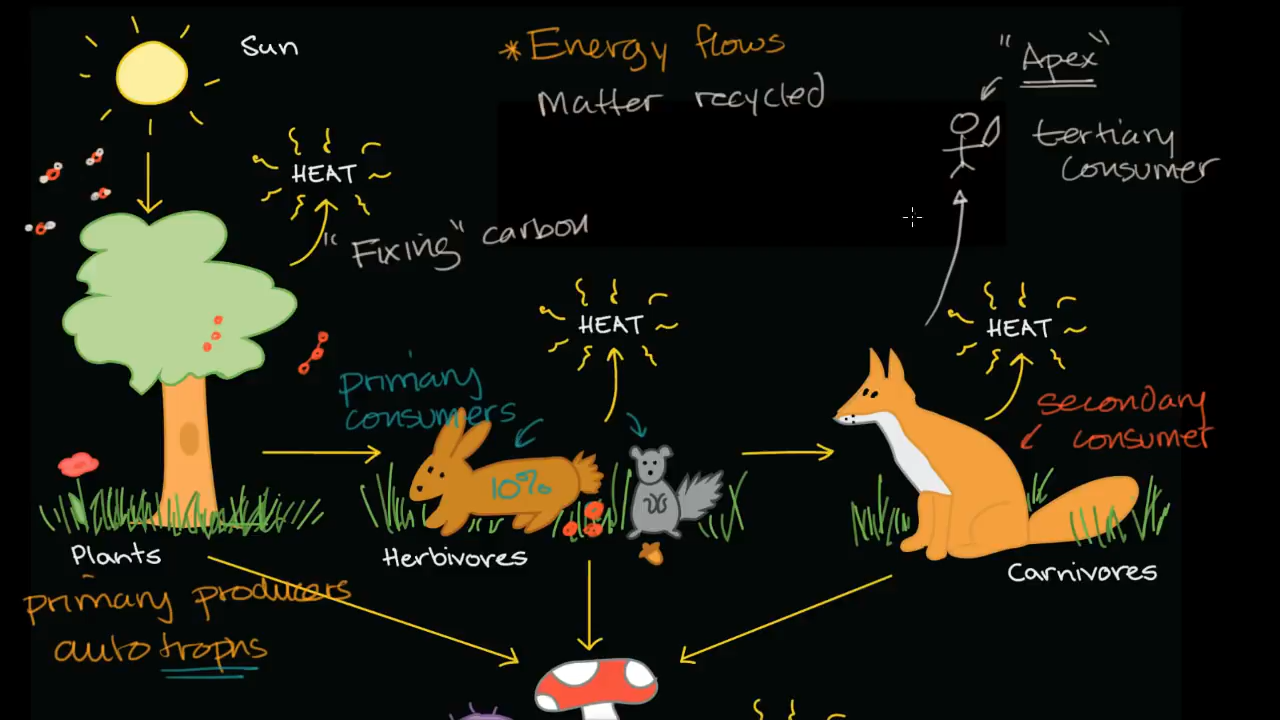 Sun
*Energy flows
Matter recycled
"Apex"
tertiary
consumer
HEAT
"Fixing" carbon
HEAT
HEAT
primary
consumers
secondary
consumer
10%
Plants
Herbivores
Carnivores
primary producers
autotrophs